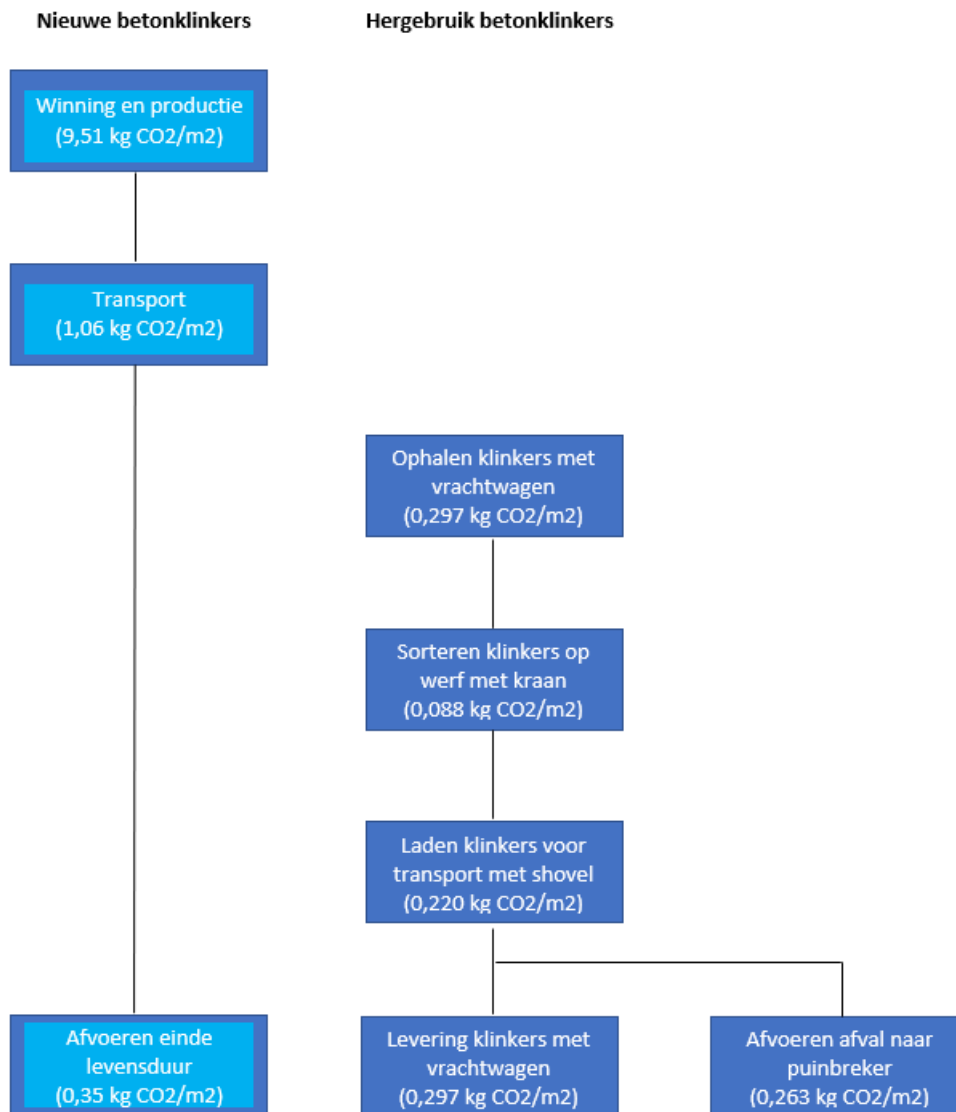 Nieuwe betonklinkers
Hergebruik betonklinkers
Winning en productie
(9,51 kg CO2/m2)
Transport
(1,06 kg CO2/m2)
Ophalen klinkers met
vrachtwagen
(0,297 kg CO2/m2)
Sorteren klinkers op
werf met kraan
(0,088 kg CO2/m2)
Laden klinkers voor
transport met shovel
(0,220 kg CO2/m2)
Afvoeren einde
levensduur
(0,35 kg CO2/m2)
Levering klinkers met
vrachtwagen
(0,297 kg CO2/m2)
Afvoeren afval naar
puinbreker
(0,263 kg CO2/m2)